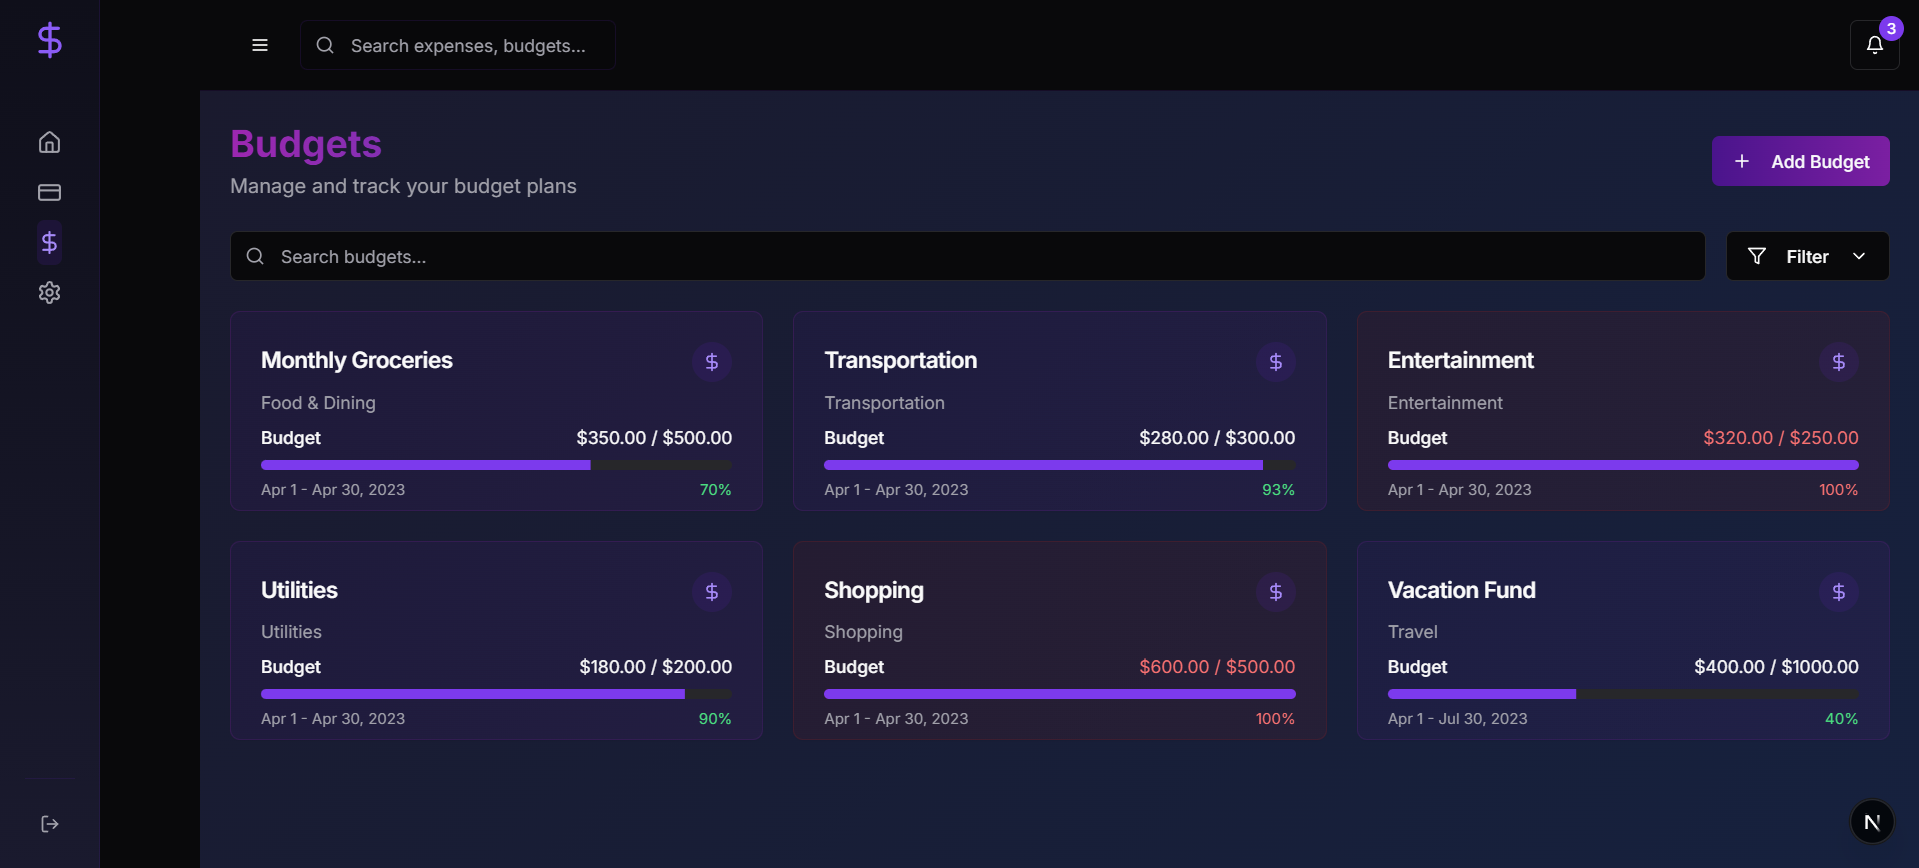 Search expenses, budgets...
3
Budgets
Manage and track your budget plans
Add Budget
Search budgets...
Filter
Monthly Groceries
$
Food & Dining
Budget $350.00 / $500.00
Apr 1 - Apr 30, 2023 70%
Transportation
$
Transportation
Budget $280.00 / $300.00
Apr 1 - Apr 30, 2023 93%
Entertainment
$
Entertainment
Budget $320.00 / $250.00
Apr 1 - Apr 30, 2023 100%
Utilities
$
Utilities
Budget $180.00 / $200.00
Apr 1 - Apr 30, 2023 90%
Shopping
$
Shopping
Budget $600.00 / $500.00
Apr 1 - Apr 30, 2023 100%
Vacation Fund
$
Travel
Budget $400.00 / $1000.00
Apr 1 - Jul 30, 2023 40%
N